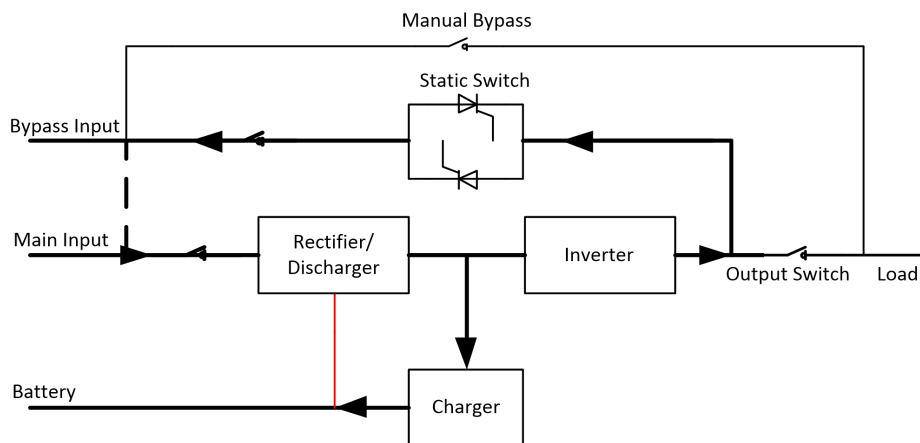 Manual Bypass
Static Switch
Bypass Input
Main Input
Rectifier/
Discharger
Inverter
Output Switch
Load
Battery
Charger